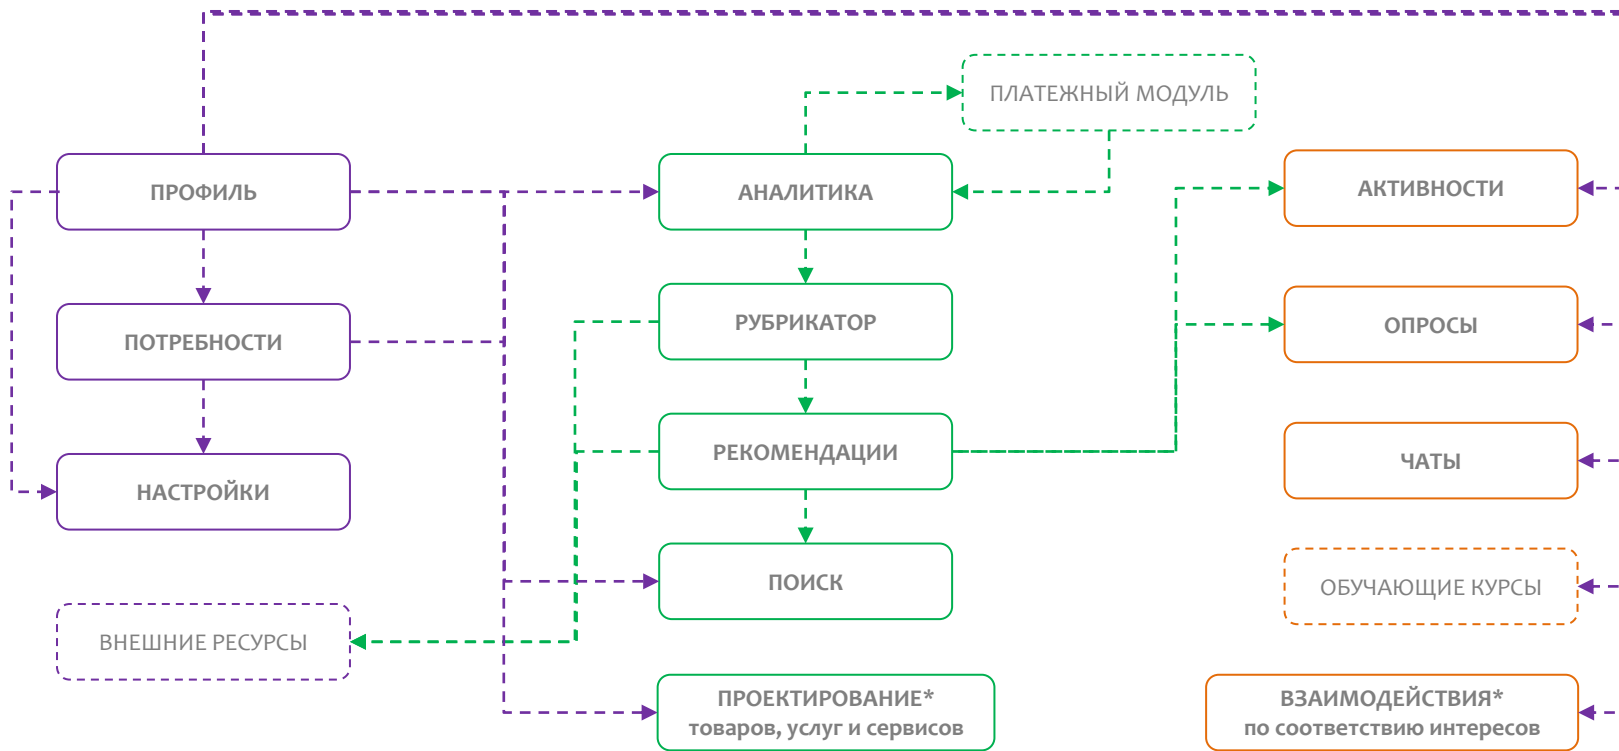 ПЛАТЕЖНЫЙ МОДУЛЬ
ПРОФИЛЬ
АНАЛИТИКА
АКТИВНОСТИ
ПОТРЕБНОСТИ
РУБРИКАТОР
ОПРОСЫ
НАСТРОЙКИ
РЕКОМЕНДАЦИИ
ЧАТЫ
ПОИСК
ОБУЧАЮЩИЕ КУРСЫ
ВНЕШНИЕ РЕСУРСЫ
ПРОЕКТИРОВАНИЕ*
товаров, услуг и сервисов
ВЗАИМОДЕЙСТВИЯ*
по соответствию интересов